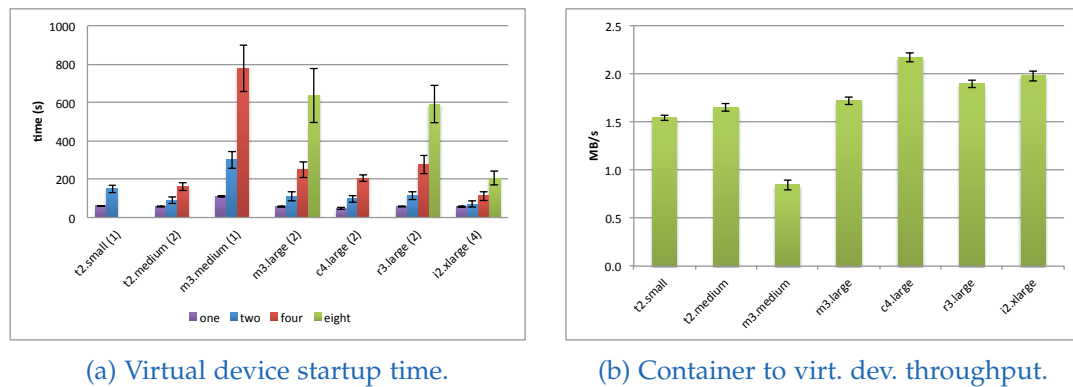 1000
800
600
400
200
0
time (s)
t2.small (1)
t2.medium (2)
m3.medium (1)
m3.large (2)
c4.large (2)
r3.large (2)
i2.xlarge (4)
one two four eight
(a) Virtual device startup time.
2.5
2.0
1.5
1.0
0.5
0.0
MB/s
t2.small
t2.medium
m3.medium
m3.large
c4.large
r3.large
i2.xlarge
(b) Container to virt. dev. throughput.